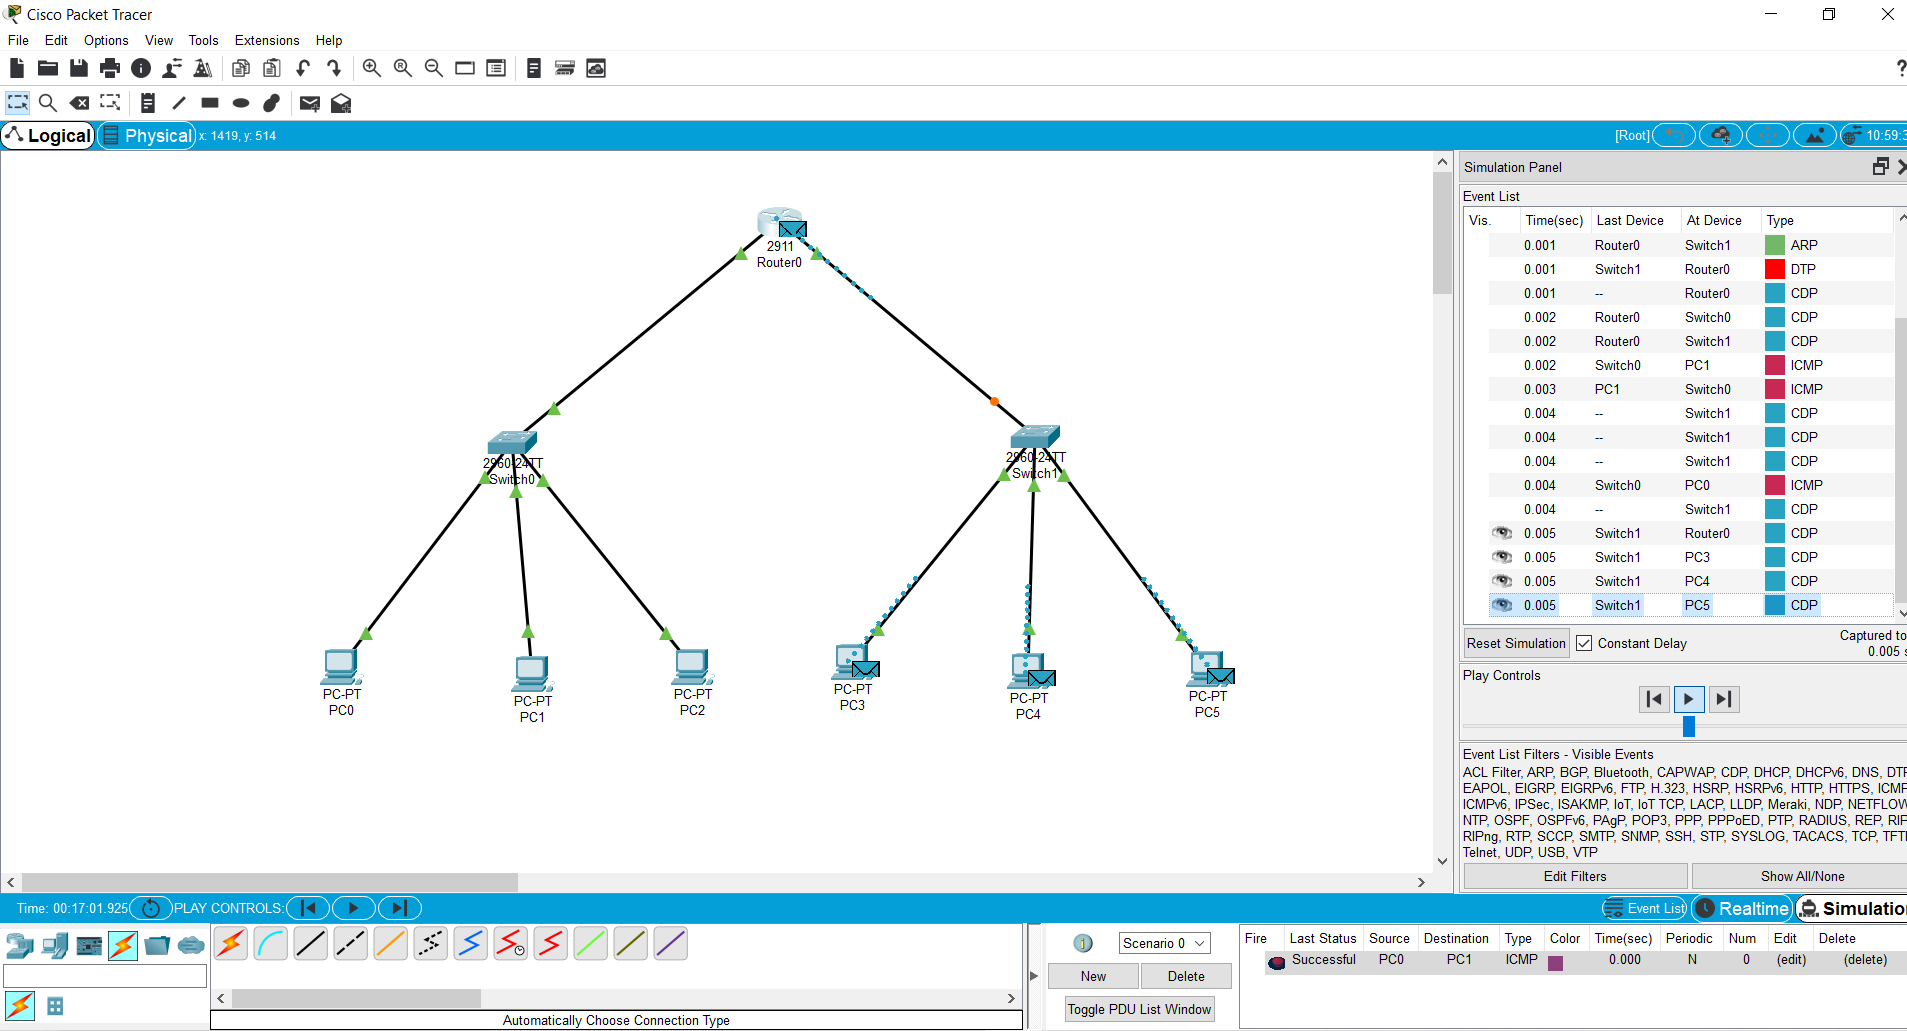 Cisco Packet Tracer
File Edit Options View Tools Extensions Help
?
Logical Physical x: 1419, y: 514 [Root] 10:59:3
Simulation Panel
Event List
Vis. Time(sec) Last Device At Device Type
0.001 Router0 Switch1 ARP
0.001 Switch1 Router0 DTP
0.001 -- Router0 CDP
0.002 Router0 Switch0 CDP
0.002 Router0 Switch1 CDP
0.002 Switch0 PC1 ICMP
0.003 PC1 Switch0 ICMP
0.004 -- Switch1 CDP
0.004 -- Switch1 CDP
0.004 -- Switch1 CDP
0.004 Switch0 PC0 ICMP
0.004 -- Switch1 CDP
0.005 Switch1 Router0 CDP
0.005 Switch1 PC3 CDP
0.005 Switch1 PC4 CDP
0.005 Switch1 PC5 CDP
Reset Simulation Constant Delay Captured to
0.005 s
Play Controls
Event List Filters - Visible Events
ACL Filter, ARP, BGP, Bluetooth, CAPWAP, CDP, DHCP, DHCPv6, DNS, DTP
EAPOL, EIGRP, EIGRPv6, FTP, H.323, HSRP, HSRPv6, HTTP, HTTPS, ICMP
ICMPv6, IPSec, ISAKMP, IoT, IoT TCP, LACP, LLDP, Meraki, NDP, NETFLOW
NTP, OSPF, OSPFv6, PAgP, POP3, PPP, PPPoED, PTP, RADIUS, REP, RIP
RIPng, RTP, SCCP, SMTP, SNMP, SSH, STP, SYSLOG, TACACS, TCP, TFT
Telnet, UDP, USB, VTP
Edit Filters Show All/None
2911
Router0
2960-24TT
Switch0
2960-24TT
Switch1
PC-PT
PC0
PC-PT
PC1
PC-PT
PC2
PC-PT
PC3
PC-PT
PC4
PC-PT
PC5
Time: 00:17:01.925 PLAY CONTROLS: Event List Realtime Simulation
Scenario 0
New Delete
Toggle PDU List Window
Fire Last Status Source Destination Type Color Time(sec) Periodic Num Edit Delete
Successful PC0 PC1 ICMP 0.000 N 0 (edit) (delete)
Automatically Choose Connection Type